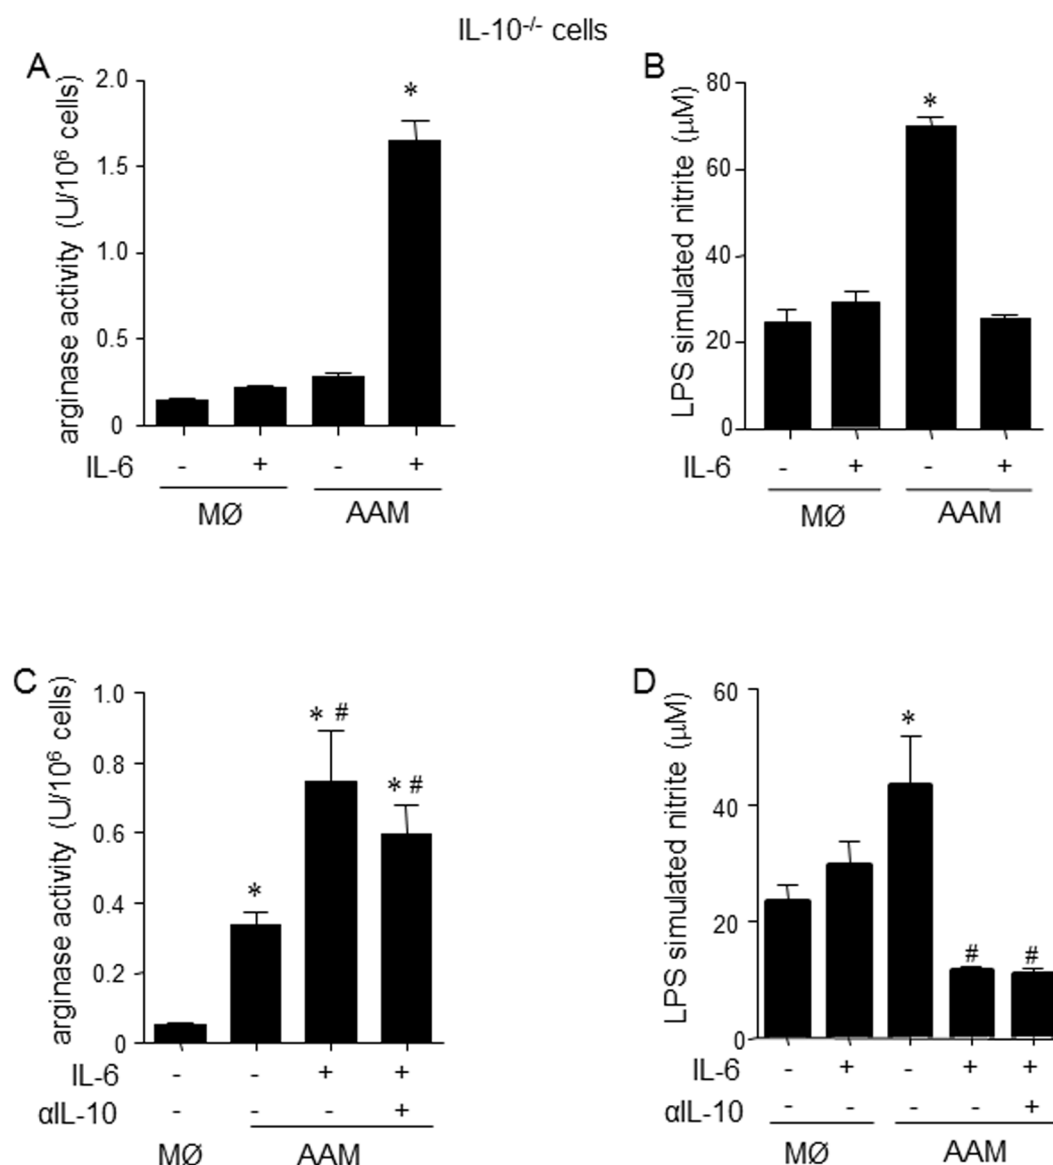 IL-10-/- cells
A
arginase activity (U/10⁶ cells)
2.0
*
1.5
1.0
0.5
0
IL-6 - + - +
MØ AAM
B
LPS simulated nitrite (μM)
80
*
60
40
20
0
IL-6 - + - +
MØ AAM
C
arginase activity (U/10⁶ cells)
1.0
* #
0.8
* #
0.6
*
0.4
0.2
0
IL-6 - - + +
αIL-10 - - - +
MØ AAM
D
LPS simulated nitrite (μM)
60
*
40
20
# #
0
IL-6 - + - + +
αIL-10 - - - - +
MØ AAM